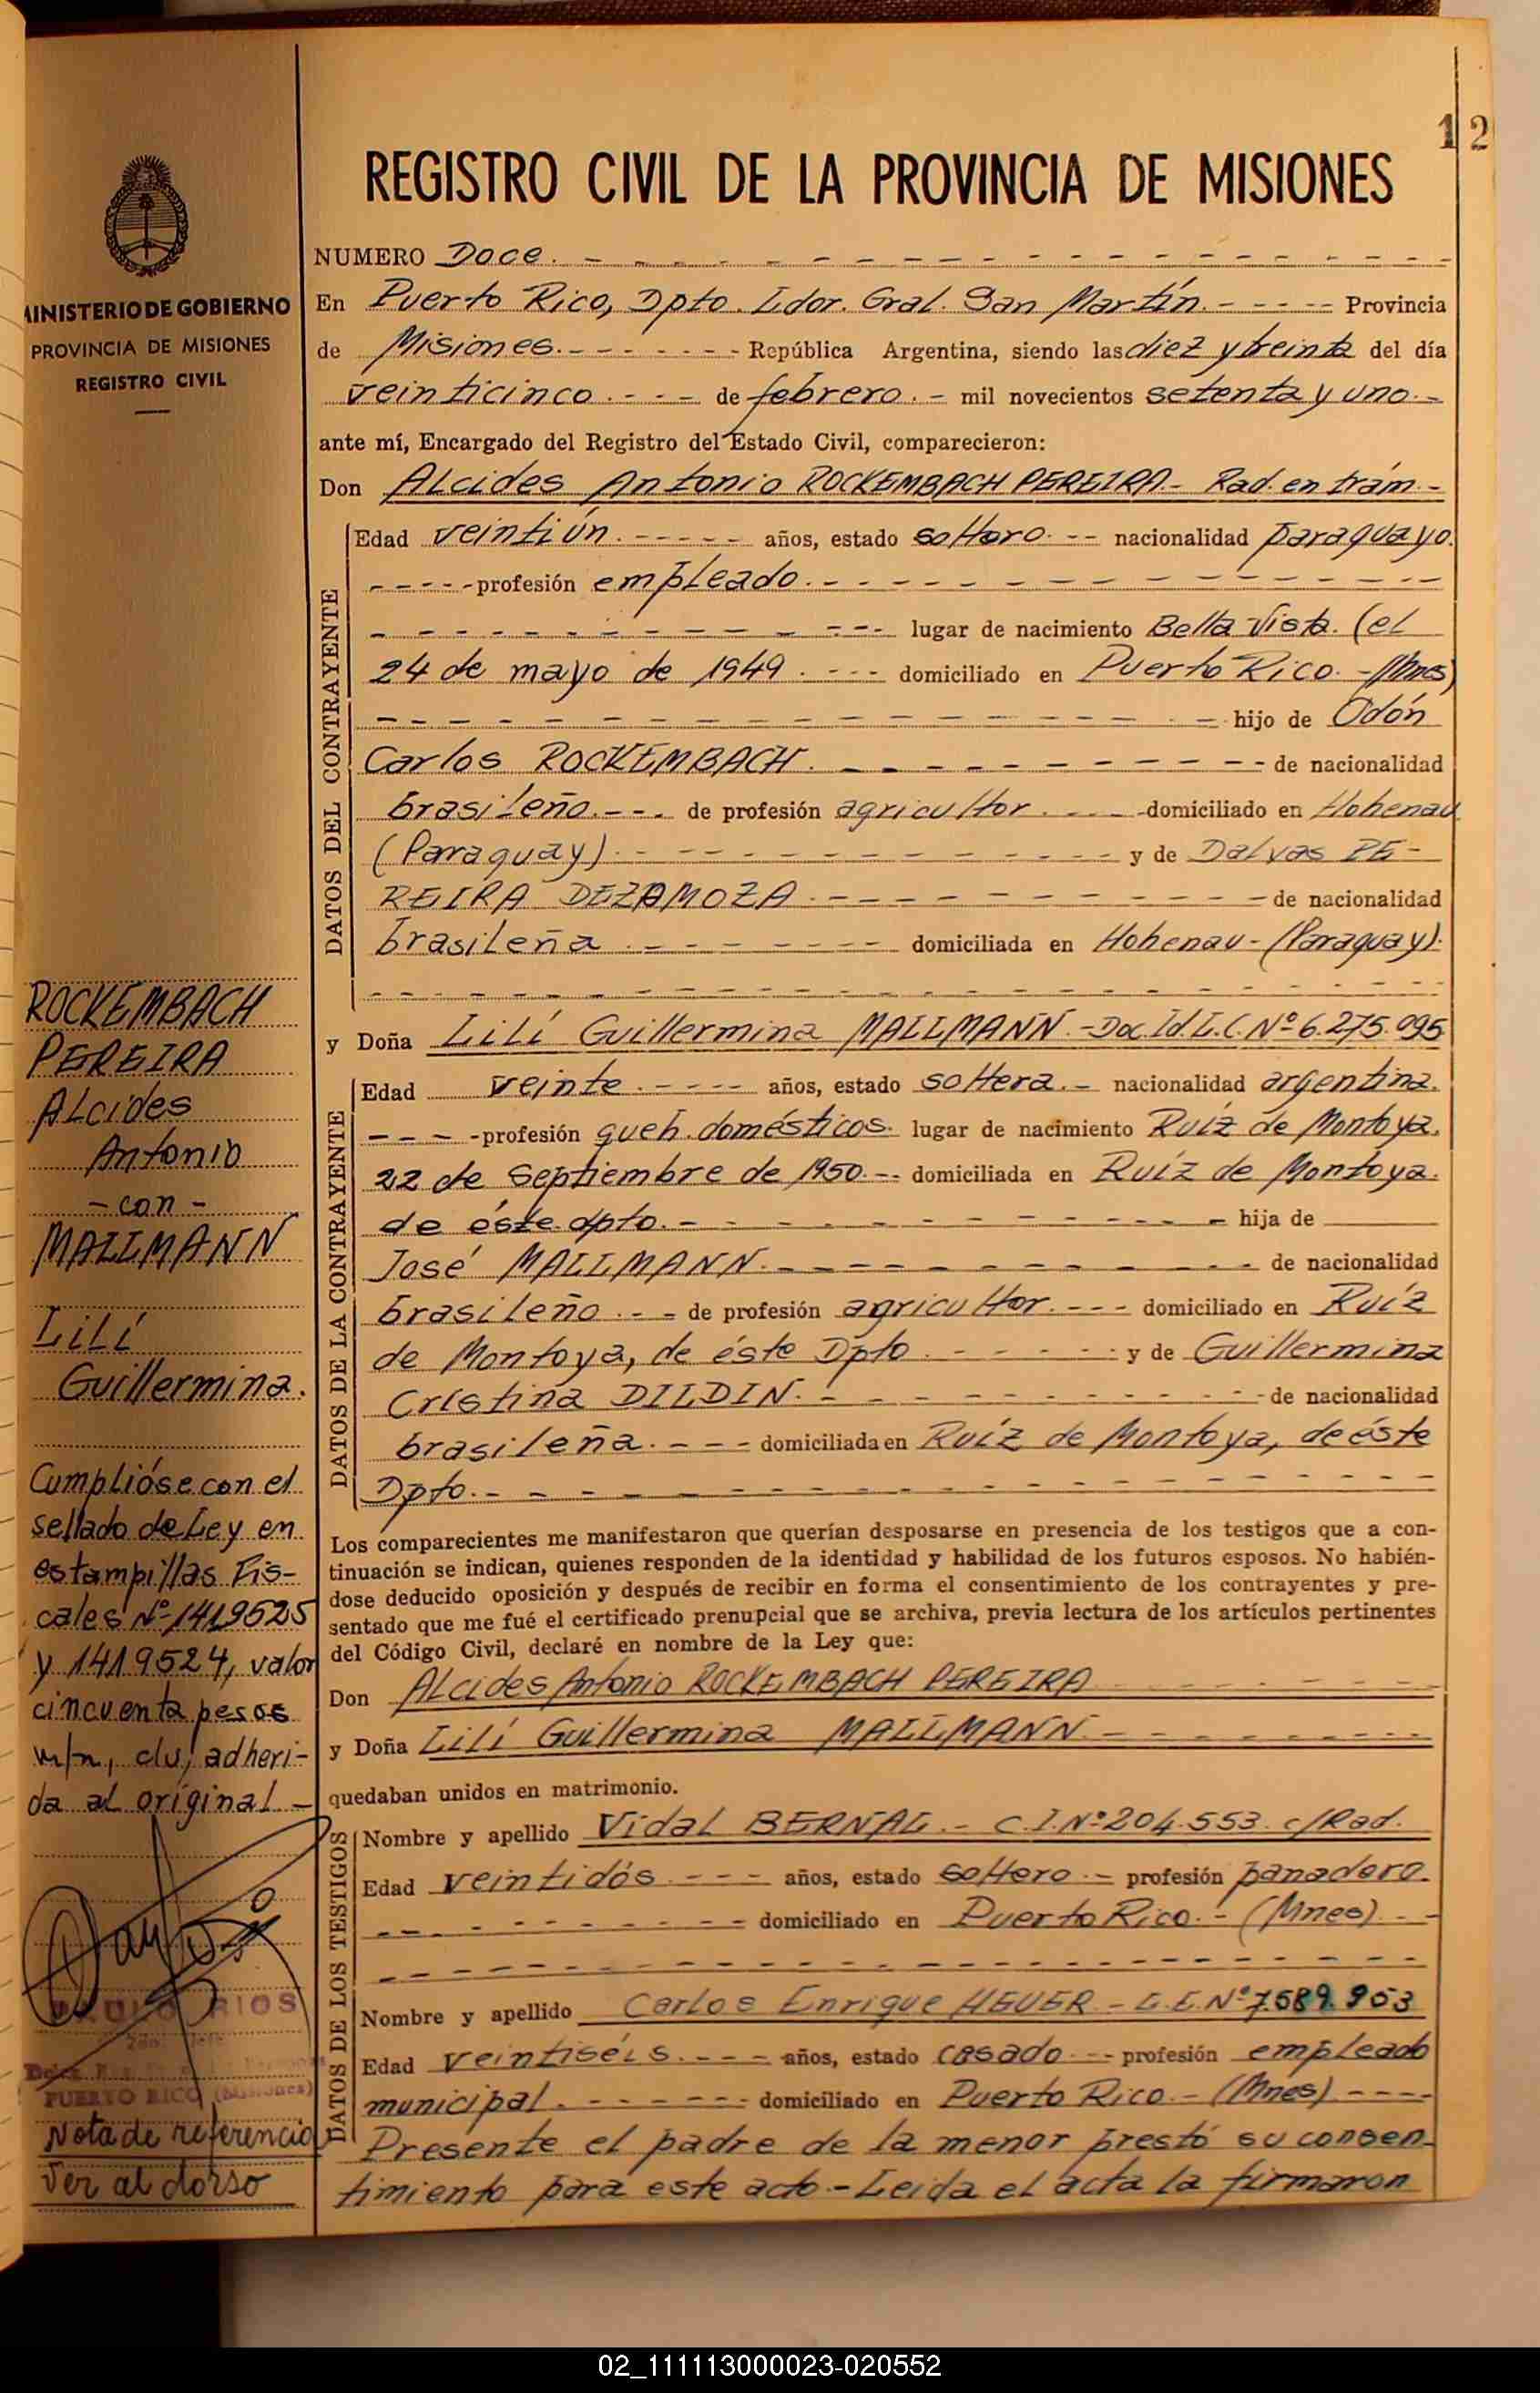 12
REGISTRO CIVIL DE LA PROVINCIA DE MISIONES
MINISTERIO DE GOBIERNO
PROVINCIA DE MISIONES
REGISTRO CIVIL
NUMERO Doce.
En Puerto Rico, Dpto. Ldor. Gral. San Martín. Provincia
de Misiones. República Argentina, siendo las diez y treinta del día
veinticinco. de febrero. mil novecientos setenta y uno.
ante mí, Encargado del Registro del Estado Civil, comparecieron:
Don Alcides Antonio ROCKEMBACH PEREIRA - Rad. en trám.
DATOS DEL CONTRAYENTE
Edad veintiún. años, estado soltero. nacionalidad paraguayo.
profesión empleado.
lugar de nacimiento Bella Vista. (el
24 de mayo de 1949. domiciliado en Puerto Rico. - (Mnes)
hijo de Odón
Carlos ROCKEMBACH. de nacionalidad
brasileño. de profesión agricultor. domiciliado en Hohenau
(Paraguay). y de Dalvas PE-
REIRA DEZAMOZA. de nacionalidad
brasileña. domiciliada en Hohenau - (Paraguay).
y Doña Lilí Guillermina MALLMANN. - Doc. Id. L.C. Nº 6.275.095
DATOS DE LA CONTRAYENTE
Edad veinte. años, estado soltera. nacionalidad argentina.
profesión queh. domésticos. lugar de nacimiento Ruíz de Montoya.
22 de septiembre de 1950. domiciliada en Ruíz de Montoya.
de éste dpto. hija de
José MALLMANN. de nacionalidad
brasileño. de profesión agricultor. domiciliado en Ruíz
de Montoya, de éste Dpto. y de Guillermina
Cristina DILDIN. de nacionalidad
brasileña. domiciliada en Ruíz de Montoya, de éste
Dpto.
Los comparecientes me manifestaron que querían desposarse en presencia de los testigos que a con-
tinuación se indican, quienes responden de la identidad y habilidad de los futuros esposos. No habién-
dose deducido oposición y después de recibir en forma el consentimiento de los contrayentes y pre-
sentado que me fué el certificado prenupcial que se archiva, previa lectura de los artículos pertinentes
del Código Civil, declaré en nombre de la Ley que:
Don Alcides Antonio ROCKEMBACH PEREIRA
y Doña Lilí Guillermina MALLMANN
quedaban unidos en matrimonio.
DATOS DE LOS TESTIGOS
Nombre y apellido Vidal BERNAL. - C.I. Nº 204.553. c/Rad.
Edad veintidós. años, estado soltero. profesión panadero.
domiciliado en Puerto Rico. - (Mnes).
Nombre y apellido Carlos Enrique HEUER - L.E. Nº 7.589.953
Edad veintiséis. años, estado casado profesión empleado
municipal. domiciliado en Puerto Rico. - (Mnes)
Presente el padre de la menor prestó su consen-
timiento para este acto. - Leida el acta la firmaron
ROCKEMBACH
PEREIRA
Alcides
Antonio
- con -
MALLMANN
Lilí
Guillermina.
Cumplióse con el
sellado de Ley en
estampillas Fis-
cales Nº 1419525
y 1419524, valor
cincuenta pesos
m/n, c/u, adheri-
da al original -
RIOS
PUERTO RICO (Misiones)
Nota de referencia
Ver al dorso
02_111113000023-020552